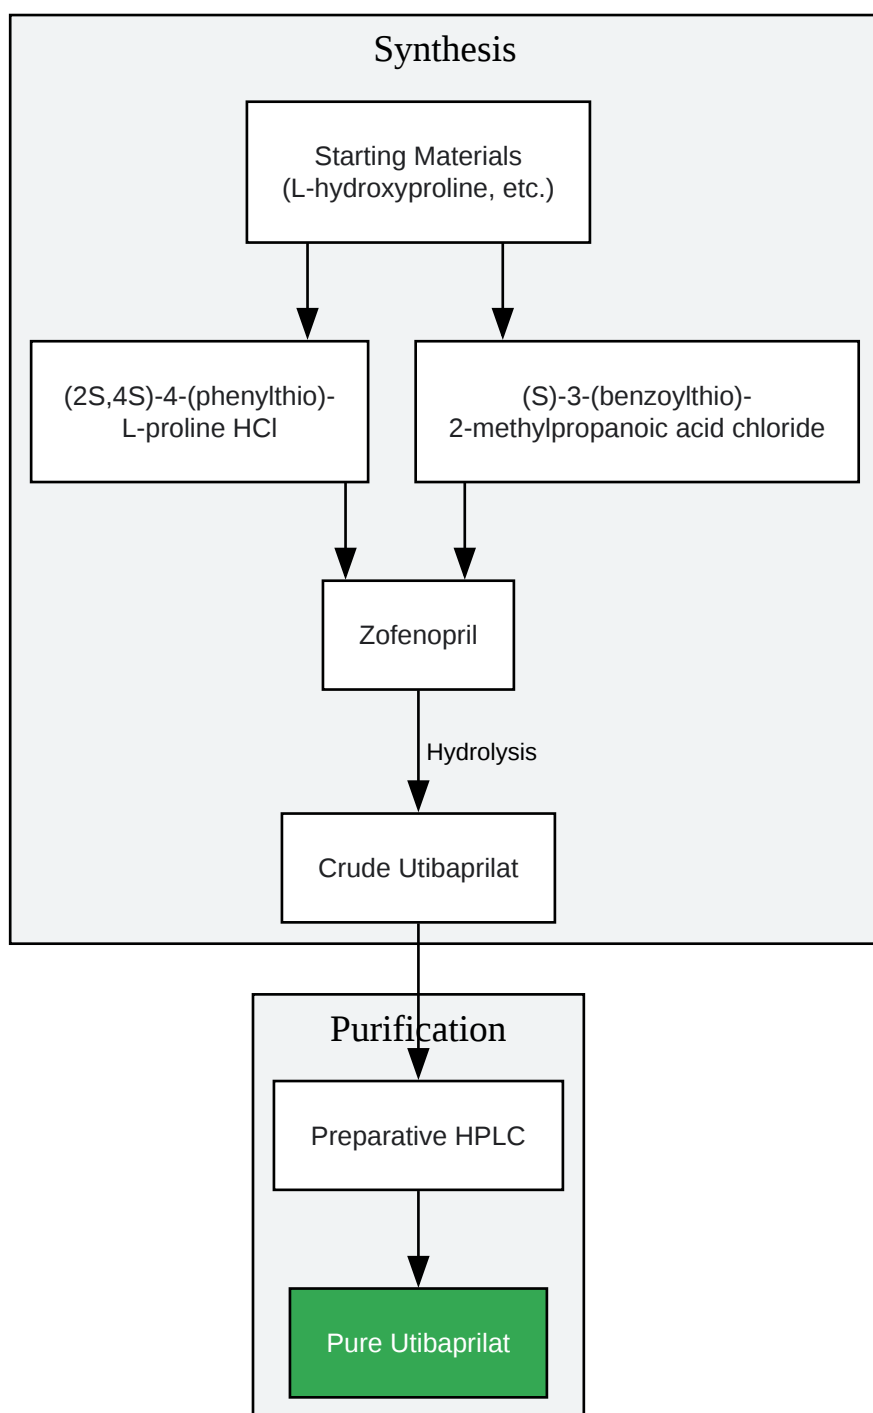 Synthesis
Starting Materials
(L-hydroxyproline, etc.)
(2S,4S)-4-(phenylthio)-
L-proline HCl
(S)-3-(benzoylthio)-
2-methylpropanoic acid chloride
Zofenopril
Hydrolysis
Crude Utibaprilat
Purification
Preparative HPLC
Pure Utibaprilat